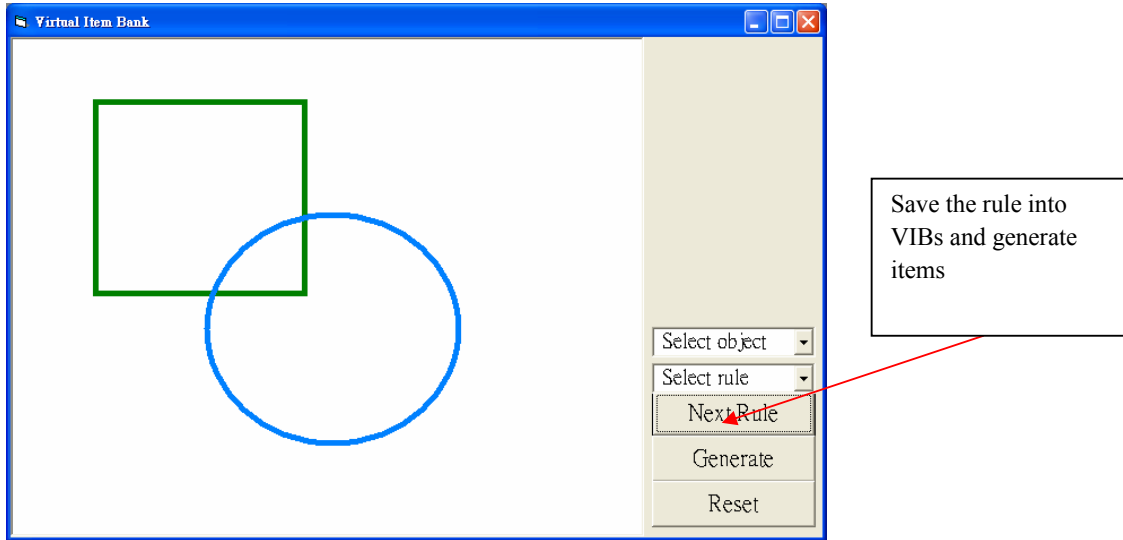 Virtual Item Bank
Save the rule into
VIBs and generate
items
Select object
Select rule
Next Rule
Generate
Reset